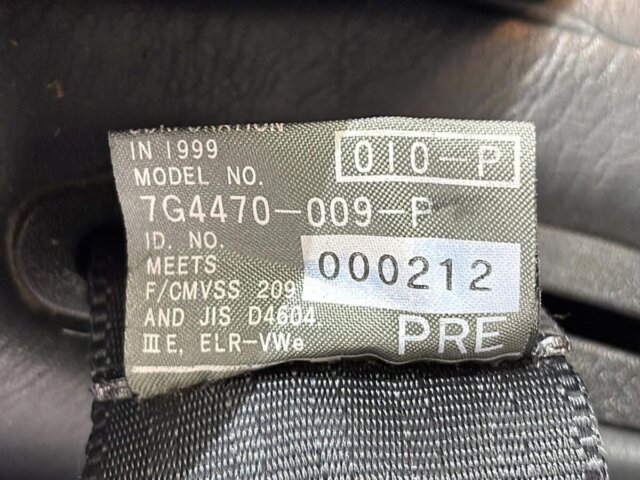 IN 1999
010-P
MODEL NO.
7G4470-009-P
ID. NO.
000212
MEETS
F/CMVSS 209
AND JIS D4604
PRE
III E, ELR-VWe